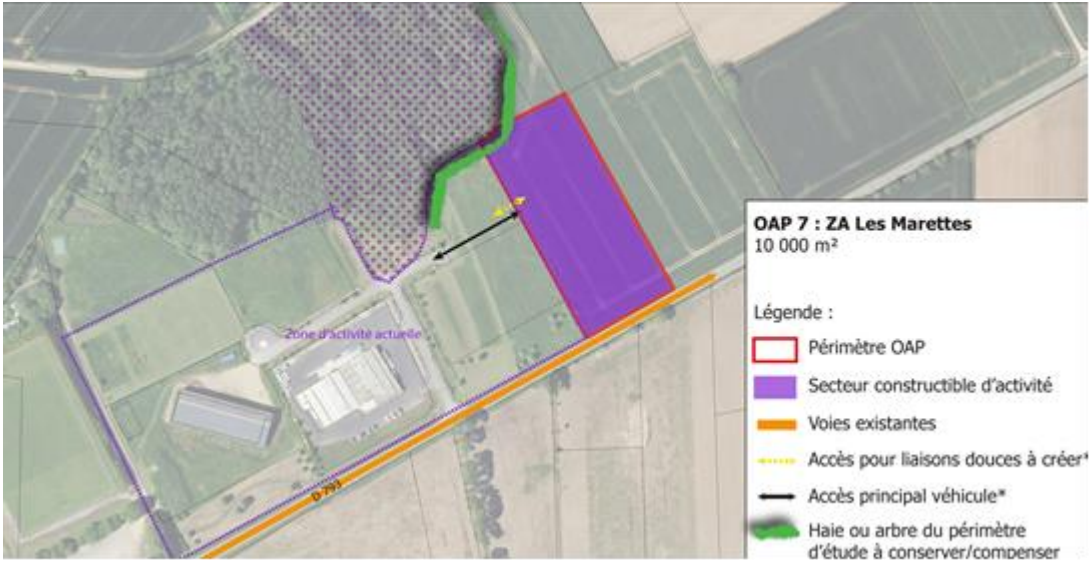 Zone d'activité actuelle
D 793
OAP 7 : ZA Les Marettes
10 000 m²
Légende :
Périmètre OAP
Secteur constructible d'activité
Voies existantes
Accès pour liaisons douces à créer*
Accès principal véhicule*
Haie ou arbre du périmètre
d'étude à conserver/compenser